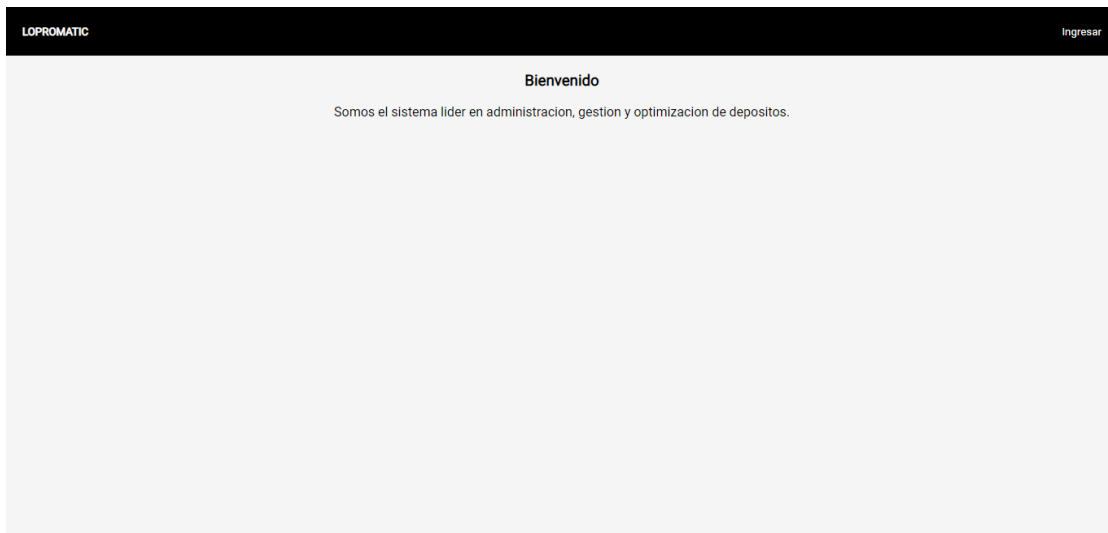 LOPROMATIC
Ingresar
Bienvenido
Somos el sistema lider en administracion, gestion y optimizacion de depositos.